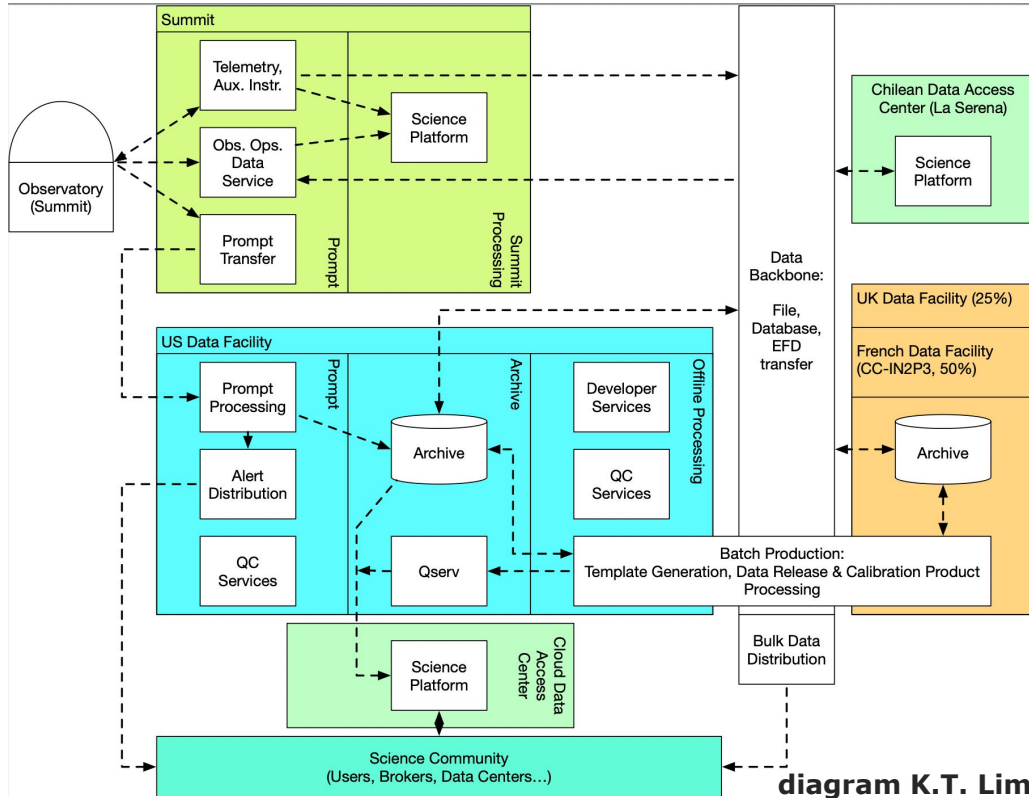 Summit
Telemetry,
Aux. Instr.
Obs. Ops.
Data
Service
Prompt
Transfer
Prompt
Science
Platform
Summit
Processing
Observatory
(Summit)
Data
Backbone:
File,
Database,
EFD
transfer
Chilean Data Access
Center (La Serena)
Science
Platform
UK Data Facility (25%)
French Data Facility
(CC-IN2P3, 50%)
Archive
US Data Facility
Prompt
Processing
Alert
Distribution
QC
Services
Prompt
Archive
Qserv
Archive
Developer
Services
QC
Services
Offline Processing
Batch Production:
Template Generation, Data Release & Calibration Product
Processing
Bulk Data
Distribution
Science
Platform
Cloud Data
Access
Center
Science Community
(Users, Brokers, Data Centers...)
diagram K.T. Lim